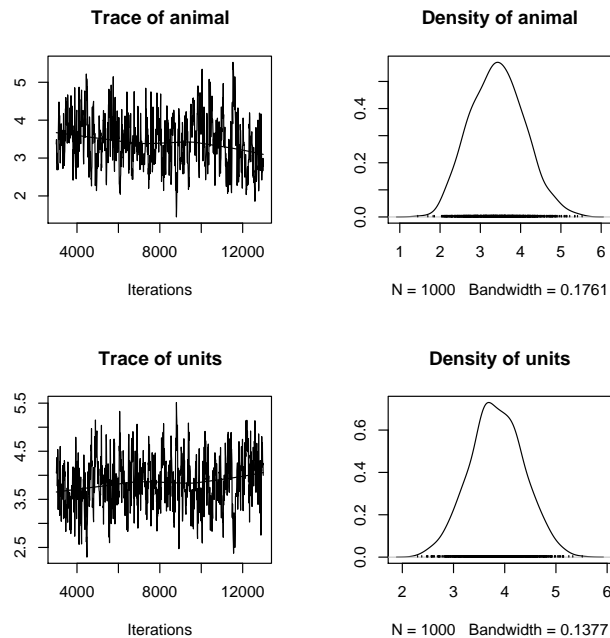 Trace of animal
5
4
3
2
4000 8000 12000
Iterations
Density of animal
0.4
0.2
0.0
1 2 3 4 5 6
N = 1000 Bandwidth = 0.1761
Trace of units
5.5
4.5
3.5
2.5
4000 8000 12000
Iterations
Density of units
0.6
0.4
0.2
0.0
2 3 4 5 6
N = 1000 Bandwidth = 0.1377